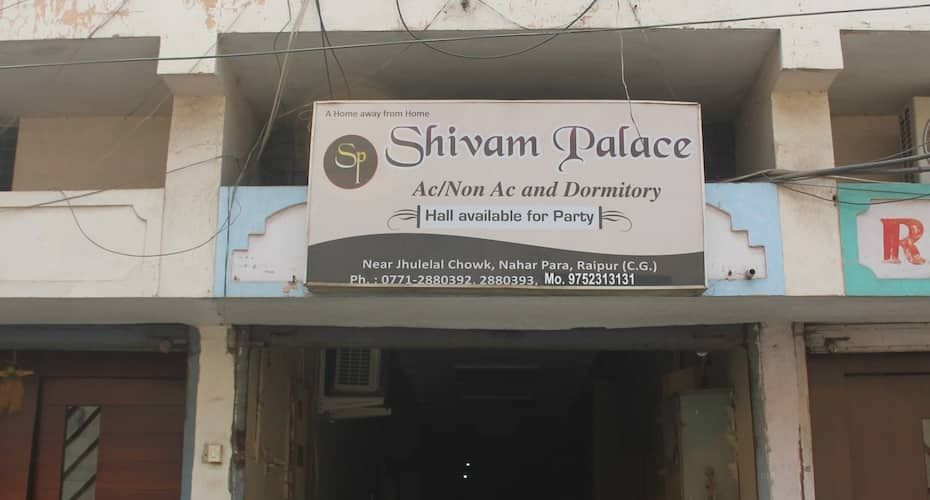 A Home away from Home
Sp
Shivam Palace
Ac/Non Ac and Dormitory
Hall available for Party
Near Jhulelal Chowk, Nahar Para, Raipur (C.G.)
Ph. : 0771-2880392, 2880393, Mo. 9752313131
R